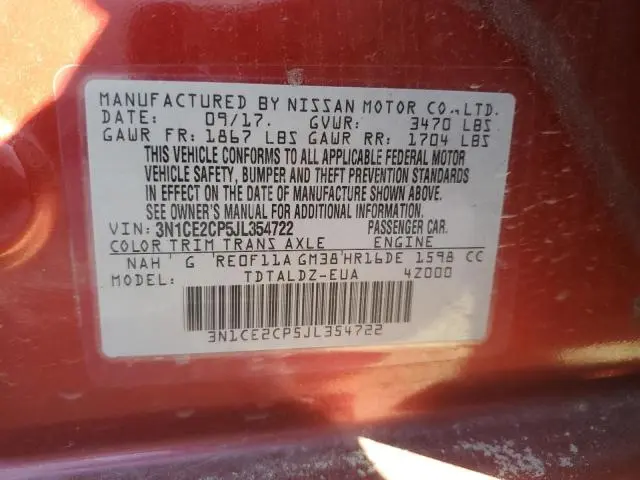 MANUFACTURED BY NISSAN MOTOR CO.,LTD.
DATE: 09/17. GVWR: 3470 LBS
GAWR FR: 1867 LBS GAWR RR: 1704 LBS
THIS VEHICLE CONFORMS TO ALL APPLICABLE FEDERAL MOTOR
VEHICLE SAFETY, BUMPER AND THEFT PREVENTION STANDARDS
IN EFFECT ON THE DATE OF MANUFACTURE SHOWN ABOVE.
SEE OWNER'S MANUAL FOR ADDITIONAL INFORMATION.
VIN: 3N1CE2CP5JL354722 PASSENGER CAR.
COLOR TRIM TRANS AXLE ENGINE
NAH G RE0F11A GM38 HR16DE 1598 CC
MODEL: TDTALDZ-EUA 4Z000
3N1CE2CP5JL354722